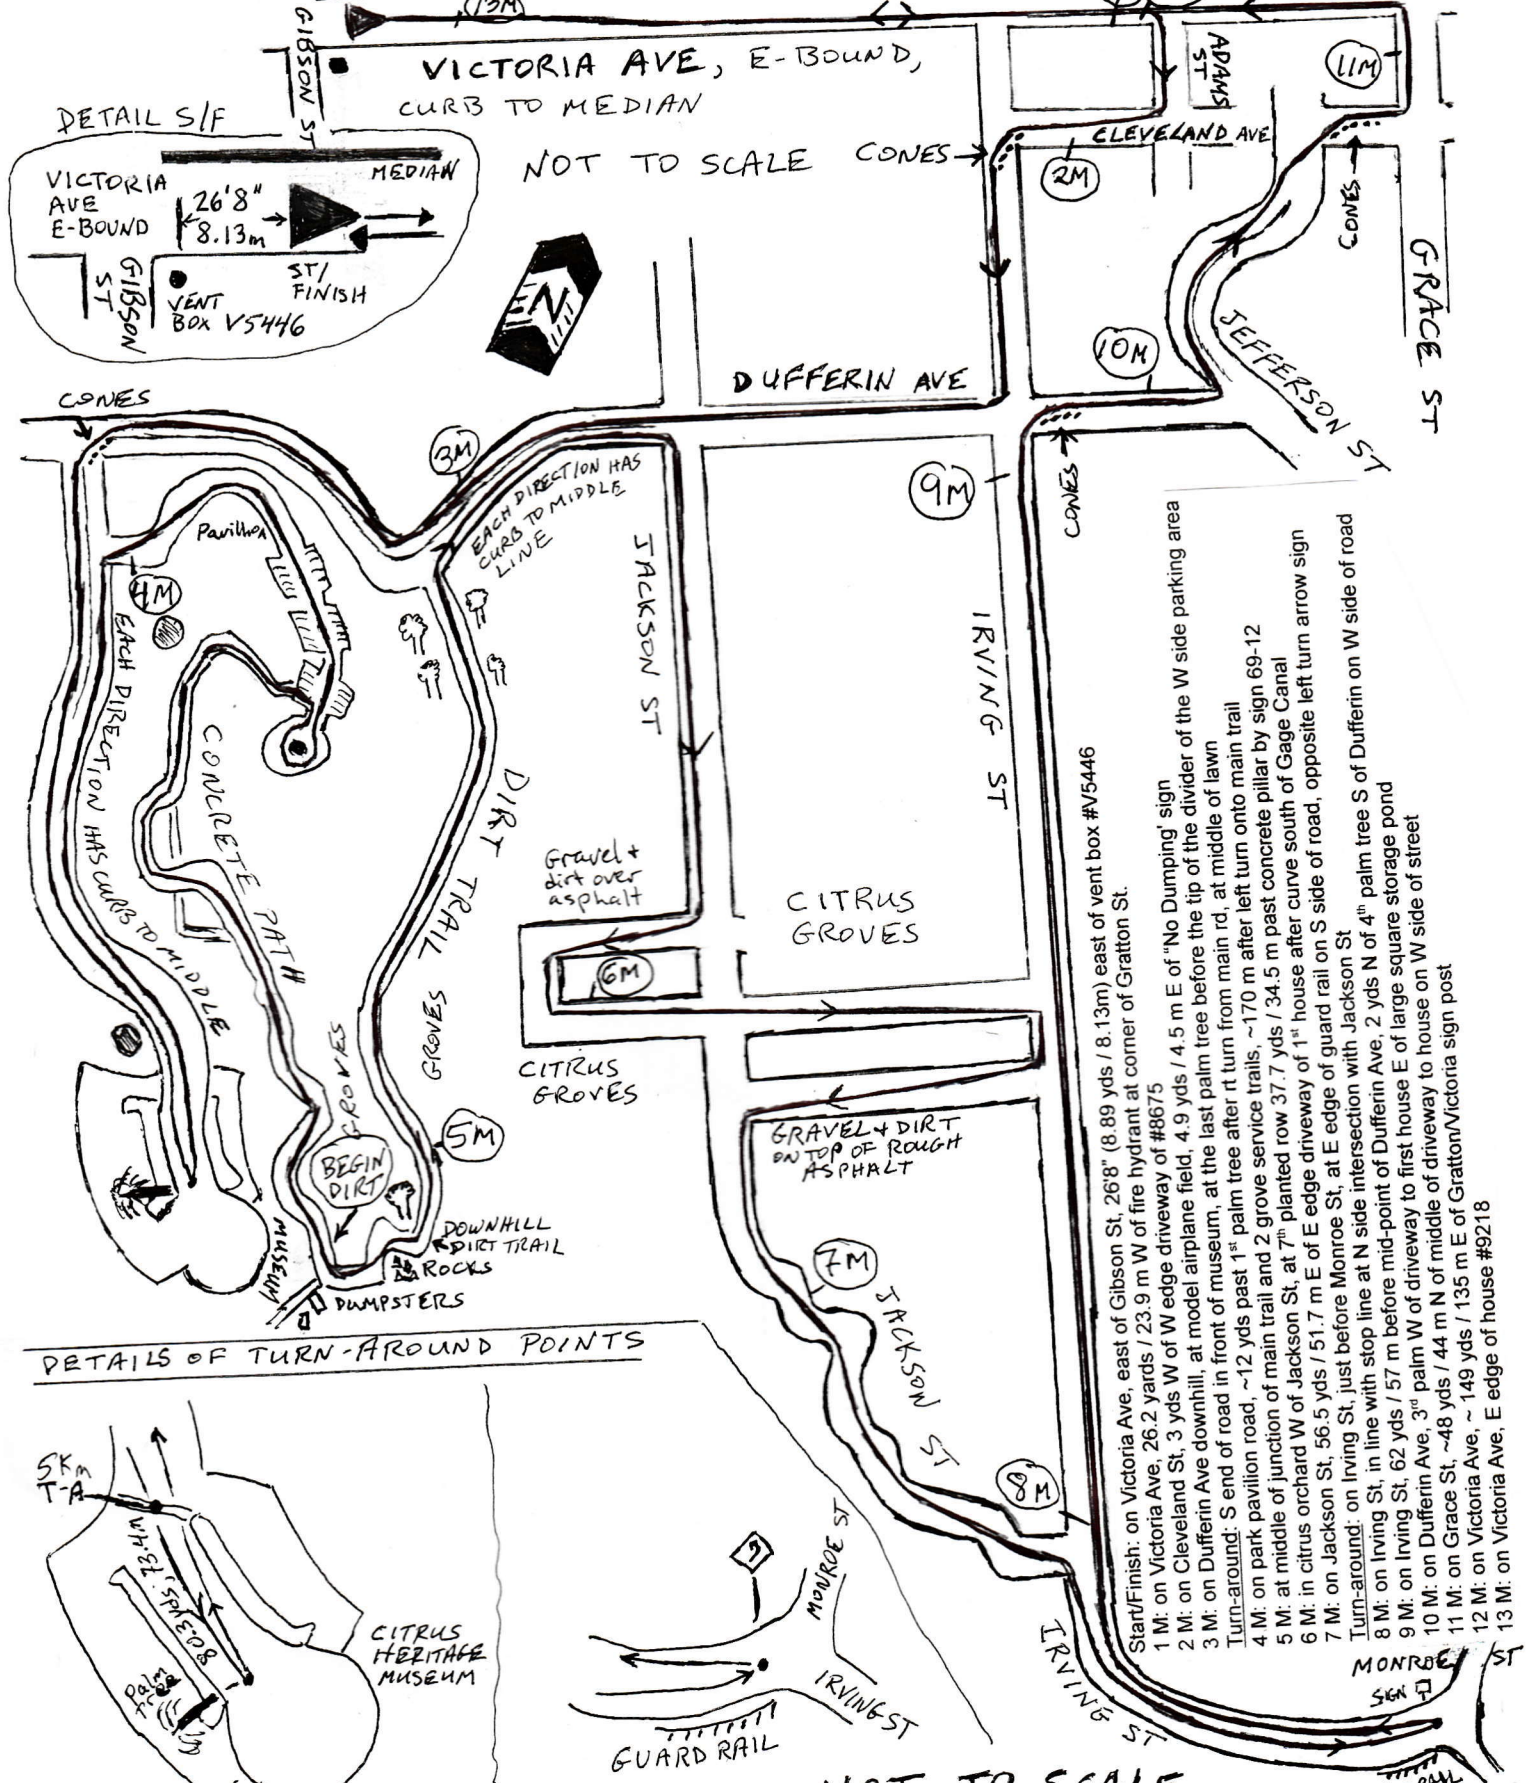 13M
GIBSON ST
VICTORIA AVE, E-BOUND,
CURB TO MEDIAN
ADAMS
ST
11M
DETAIL S/F
NOT TO SCALE
CONES
CLEVELAND AVE
2M
MEDIAN
VICTORIA
AVE
E-BOUND
26'8"
8.13m
GIBSON
ST
VENT
BOX V5446
ST/
FINISH
N
CONES
GRACE ST
JEFFERSON ST
10M
DUFFERIN AVE
CONES
3M
EACH DIRECTION HAS
CURB TO MIDDLE
LINE
9M
CONES
Pavillion
4M
JACKSON ST
IRVING ST
EACH DIRECTION HAS CURB TO MIDDLE
CONCRETE PATH
DIRT TRAIL
Gravel +
dirt over
asphalt
CITRUS
GROVES
6M
GROVES
GROVES
CITRUS
GROVES
5M
BEGIN
DIRT
GRAVEL + DIRT
ON TOP OF ROUGH
ASPHALT
MUSEUM
DOWNHILL
DIRT TRAIL
ROCKS
DUMPSTERS
7M
JACKSON ST
8M
DETAILS OF TURN-AROUND POINTS
5Km
T-A
80.3yds; 73.4m
Palm
tree
CITRUS
HERITAGE
MUSEUM
MONROE ST
IRVING ST
GUARD RAIL
IRVING ST
MONROE ST
SIGN
RAIL
NOT TO SCALE
Start/Finish: on Victoria Ave, east of Gibson St, 26'8" (8.89 yds / 8.13m) east of vent box #V5446
1 M: on Victoria Ave, 26.2 yards / 23.9 m W of fire hydrant at corner of Gratton St.
2 M: on Cleveland St, 3 yds W of W edge driveway of #8675
3 M: on Dufferin Ave downhill, at model airplane field, 4.9 yds / 4.5 m E of "No Dumping' sign
Turn-around: S end of road in front of museum, at the last palm tree before the tip of the divider of the W side parking area
4 M: on park pavilion road, ~12 yds past 1st palm tree after rt turn from main rd, at middle of lawn
5 M: at middle of junction of main trail and 2 grove service trails, ~170 m after left turn onto main trail
6 M: in citrus orchard W of Jackson St, at 7th planted row 37.7 yds / 34.5 m past concrete pillar by sign 69-12
7 M: on Jackson St, 56.5 yds / 51.7 m E of E edge driveway of 1st house after curve south of Gage Canal
Turn-around: on Irving St, just before Monroe St, at E edge of guard rail on S side of road, opposite left turn arrow sign
8 M: on Irving St, in line with stop line at N side intersection with Jackson St
9 M: on Irving St, 62 yds / 57 m before mid-point of Dufferin Ave, 2 yds N of 4th palm tree S of Dufferin on W side of road
10 M: on Dufferin Ave, 3rd palm W of driveway to first house E of large square storage pond
11 M: on Grace St, ~48 yds / 44 m N of middle of driveway to house on W side of street
12 M: on Victoria Ave, ~ 149 yds / 135 m E of Gratton/Victoria sign post
13 M: on Victoria Ave, E edge of house #9218